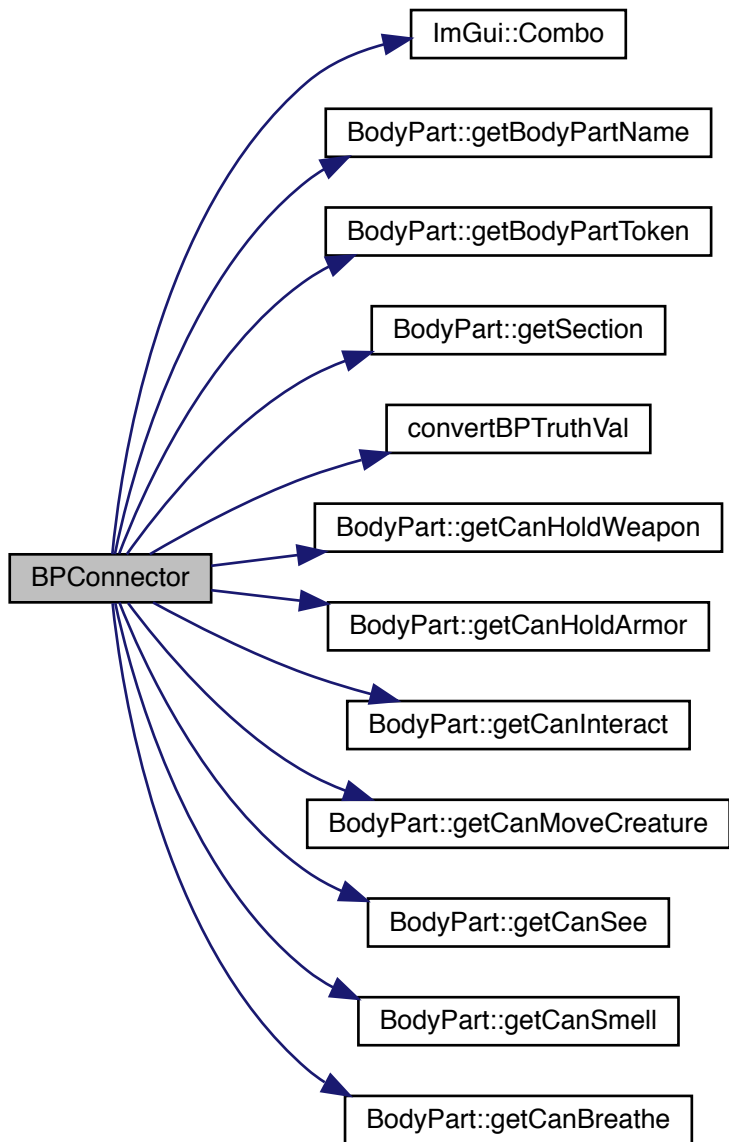 ImGui::Combo
BodyPart::getBodyPartName
BodyPart::getBodyPartToken
BodyPart::getSection
convertBPTruthVal
BodyPart::getCanHoldWeapon
BPConnector
BodyPart::getCanHoldArmor
BodyPart::getCanInteract
BodyPart::getCanMoveCreature
BodyPart::getCanSee
BodyPart::getCanSmell
BodyPart::getCanBreathe